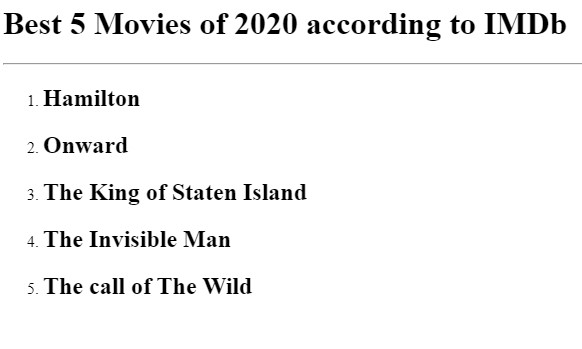 Best 5 Movies of 2020 according to IMDb
1. Hamilton
2. Onward
3. The King of Staten Island
4. The Invisible Man
5. The call of The Wild